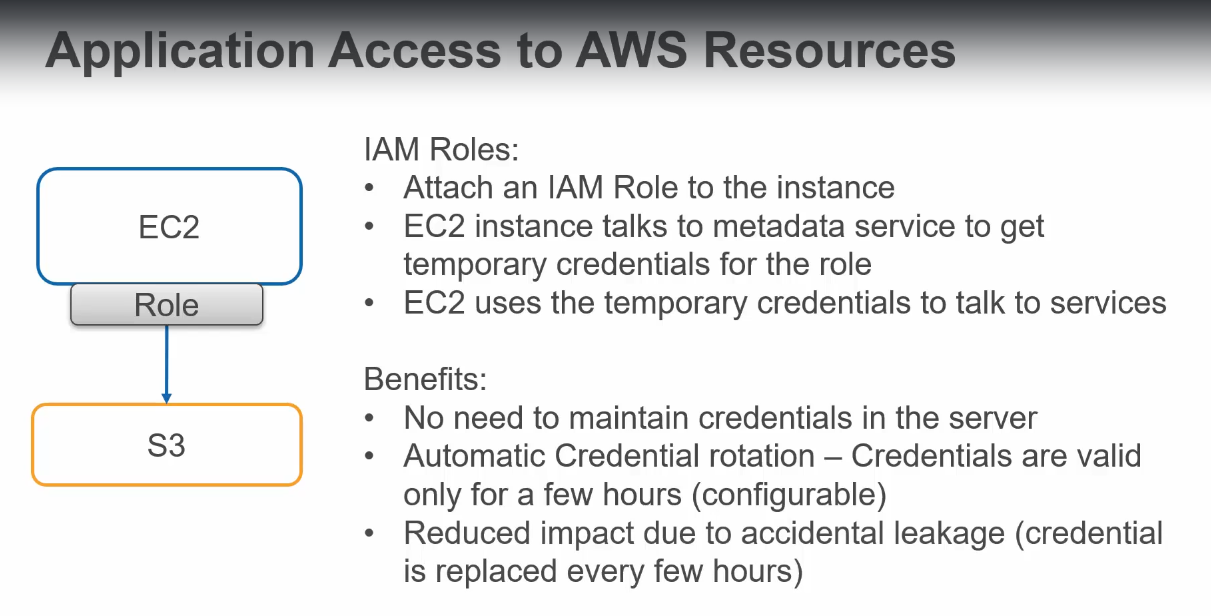 Application Access to AWS Resources
EC2
Role
S3
IAM Roles:
• Attach an IAM Role to the instance
• EC2 instance talks to metadata service to get
temporary credentials for the role
• EC2 uses the temporary credentials to talk to services
Benefits:
• No need to maintain credentials in the server
• Automatic Credential rotation – Credentials are valid
only for a few hours (configurable)
• Reduced impact due to accidental leakage (credential
is replaced every few hours)